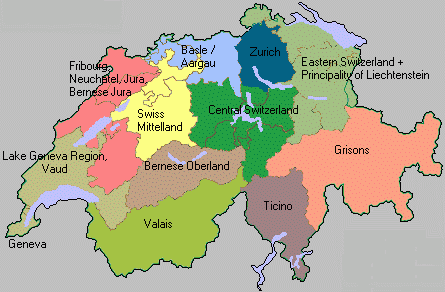 Basle /
Aargau
Zurich
Eastern Switzerland +
Principality of Liechtenstein
Fribourg,
Neuchatel, Jura,
Bernese Jura
Swiss
Mittelland
Central Switzerland
Lake Geneva Region,
Vaud
Bernese Oberland
Grisons
Valais
Ticino
Geneva